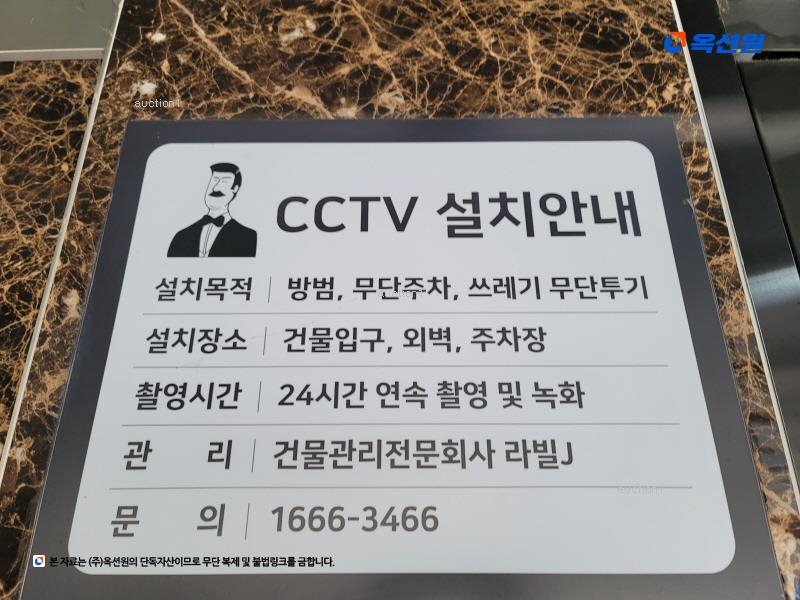 옥션원
auction1
CCTV 설치안내
설치목적 방범, 무단주차, 쓰레기 무단투기
auction1
설치장소 건물입구, 외벽, 주차장
촬영시간 24시간 연속 촬영 및 녹화
관 리 건물관리전문회사 라빌J
auction1
문 의 1666-3466
본 자료는 (주)옥션원의 단독자산이므로 무단 복제 및 불법링크를 금합니다.